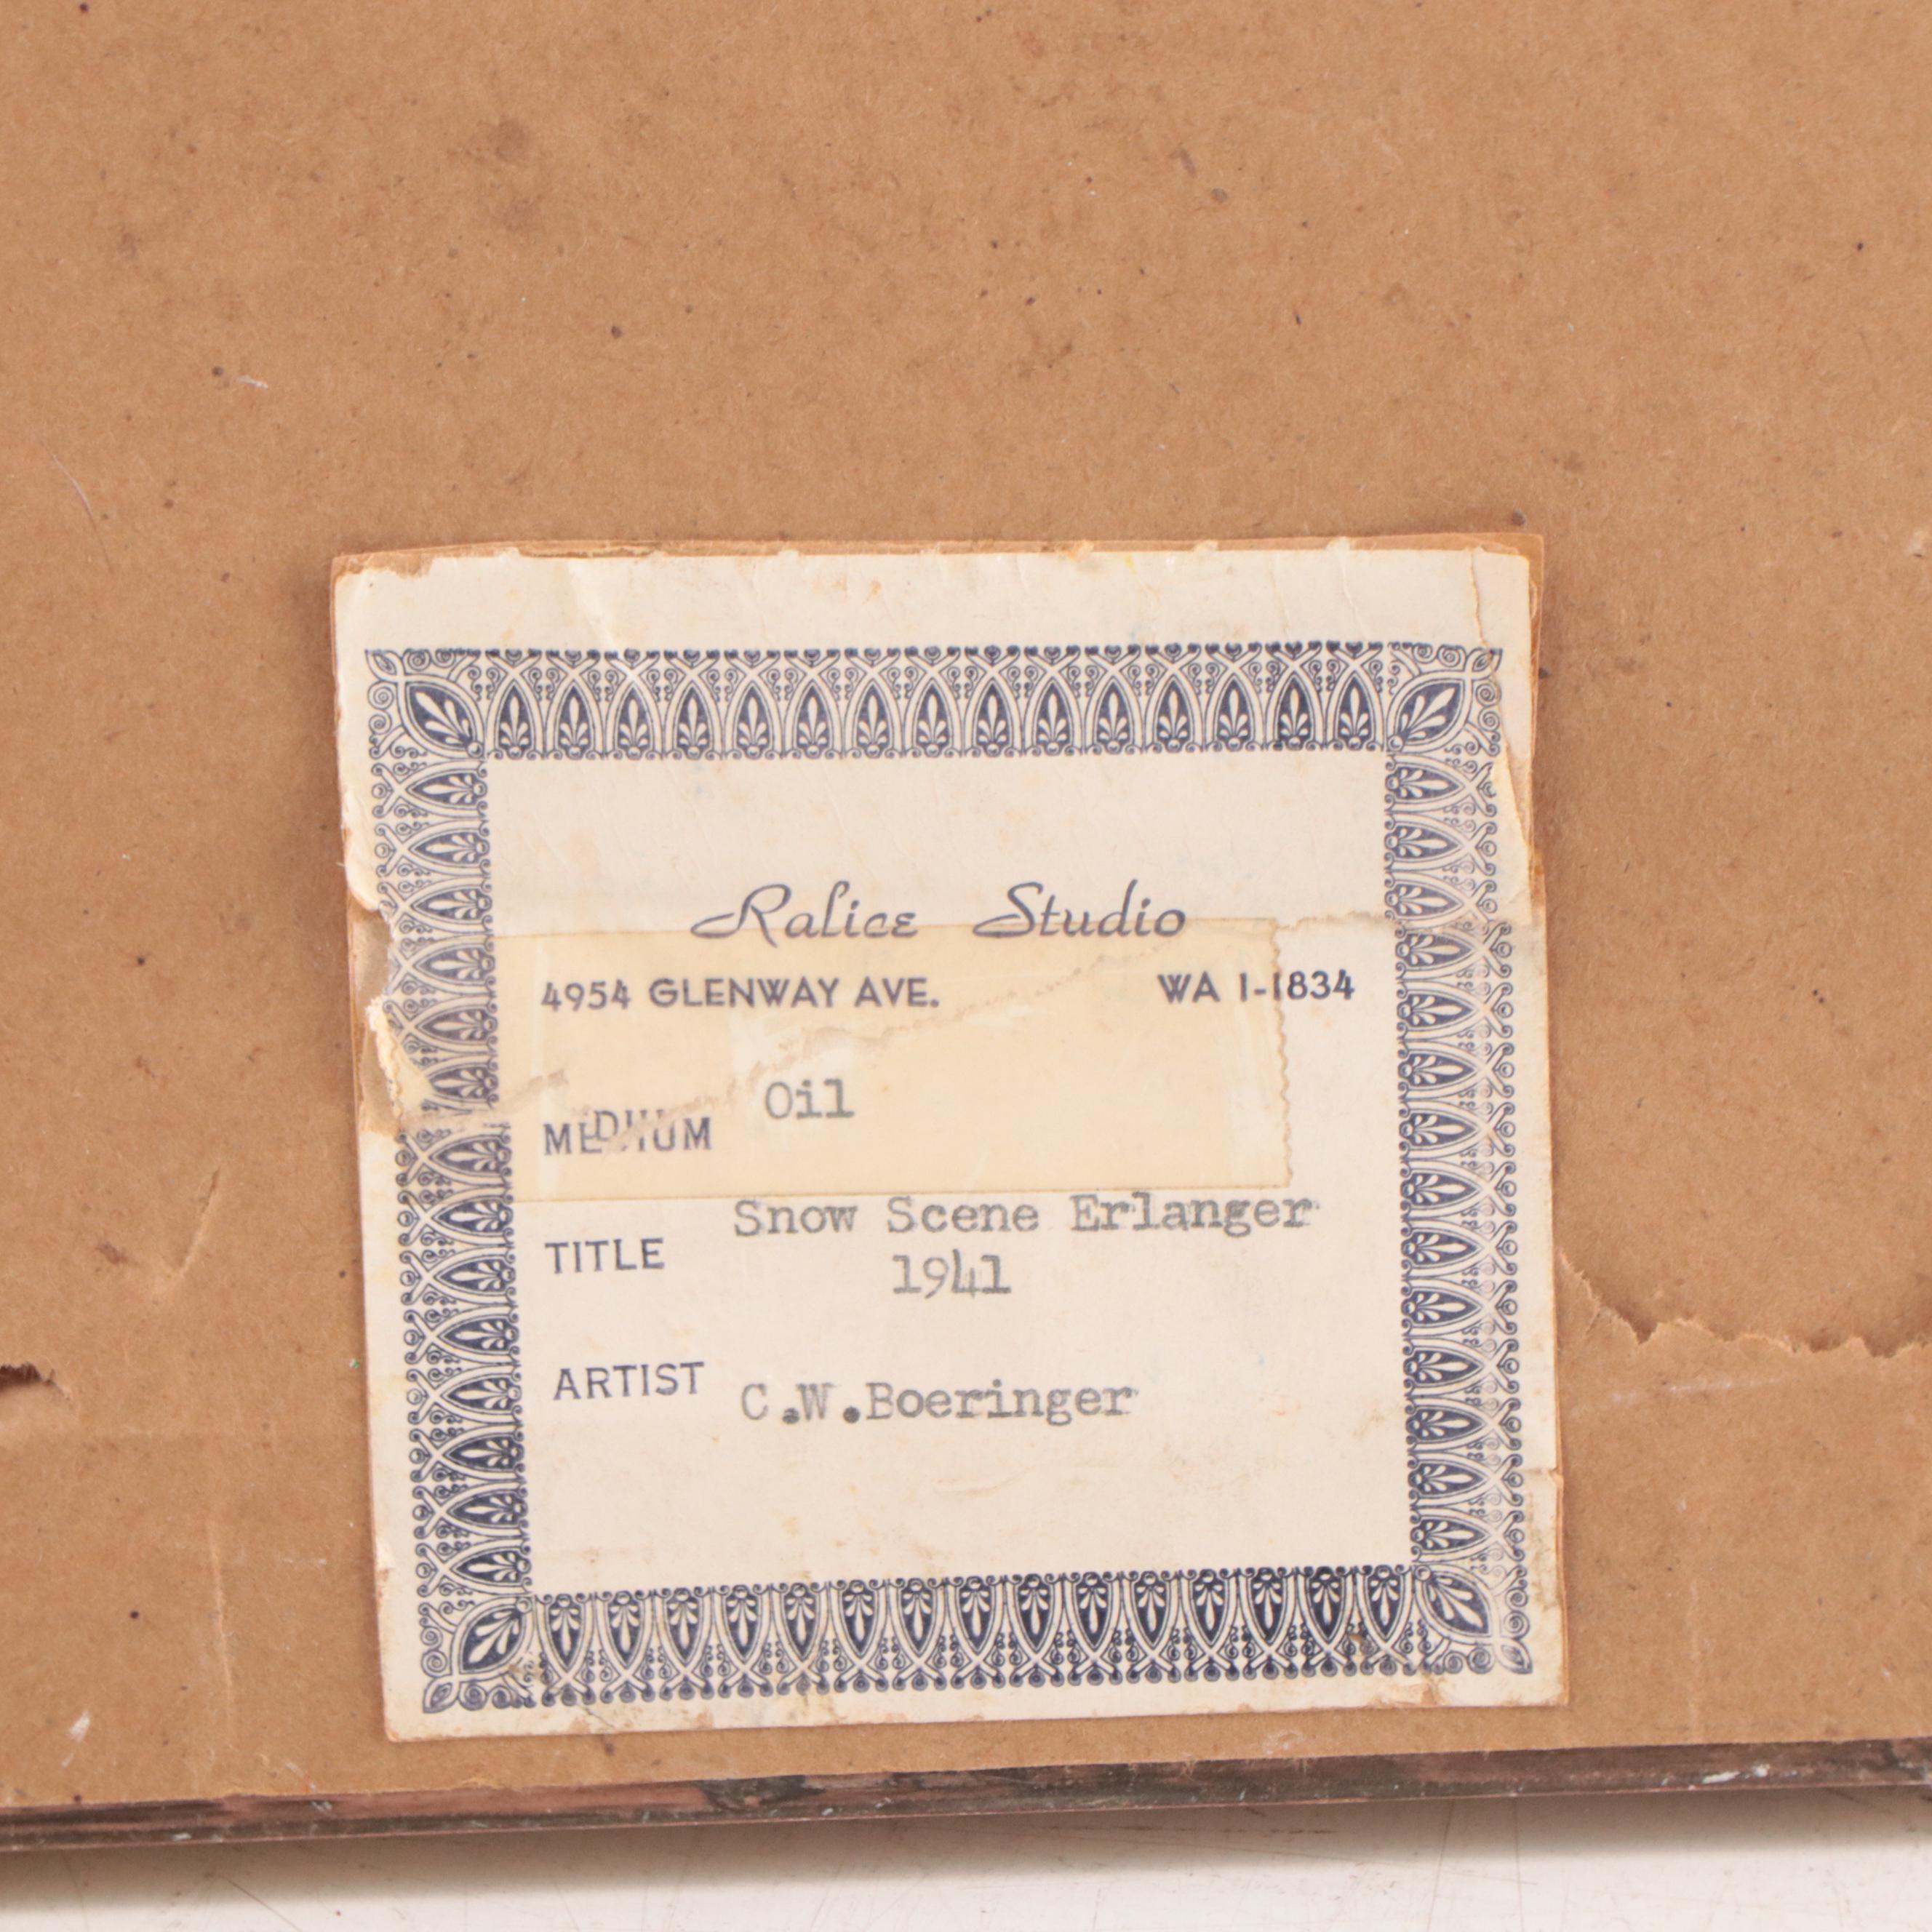 Ralice Studio
4954 GLENWAY AVE. WA 1-1834
MEDIUM Oil
TITLE Snow Scene Erlanger
1941
ARTIST C.W.Boeringer